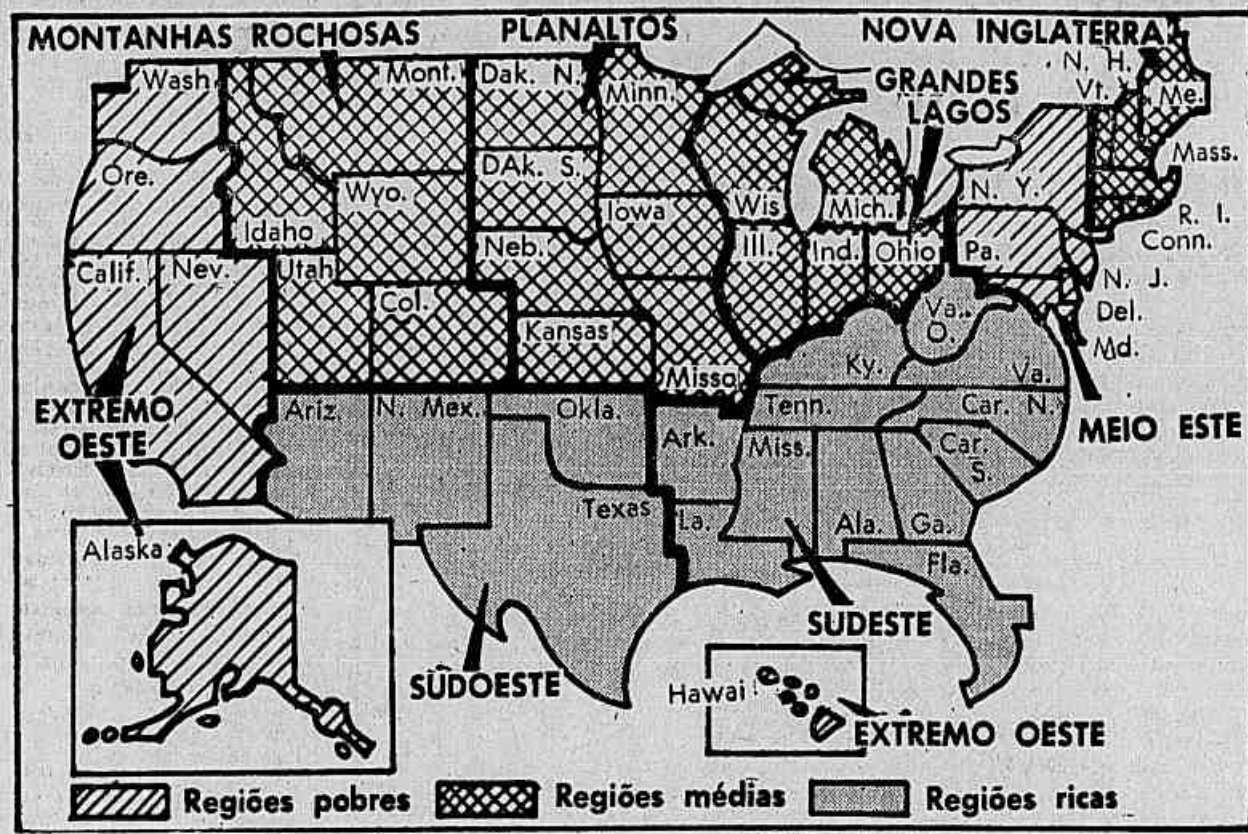 MONTANHAS ROCHOSAS
PLANALTOS
NOVA INGLATERRA
Wash.
Mont.
Dak. N.
Minn.
GRANDES
LAGOS
N. H.
Vt.
Me.
Ore.
Idaho
Wyo.
DAk. S.
Wis
Mich.
N. Y.
Mass.
Iowa
R. I.
Conn.
Calif.
Nev.
Utah
Col.
Neb.
Kansas
Ill.
Ind.
Ohio
Pa.
N. J.
Del.
Md.
Va.
O.
Ky.
Va.
Misso
EXTREMO
OESTE
Ariz.
N. Mex.
Okla.
Ark.
Tenn.
Car. N.
MEIO ESTE
Miss.
Car.
S.
Texas
La.
Ala.
Ga.
Fla.
Alaska
SUDOESTE
SUDESTE
Hawai
EXTREMO OESTE
Regiões pobres
Regiões médias
Regiões ricas